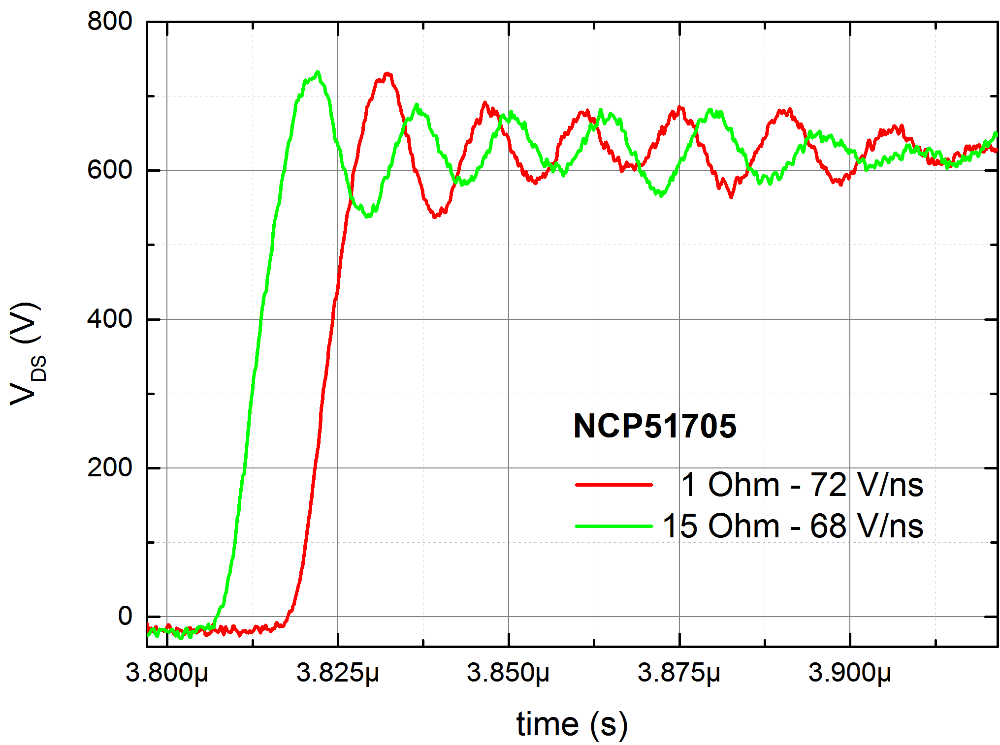 800
600
400
200
0
V DS (V)
NCP51705
1 Ohm - 72 V/ns
15 Ohm - 68 V/ns
3.800µ 3.825µ 3.850µ 3.875µ 3.900µ
time (s)